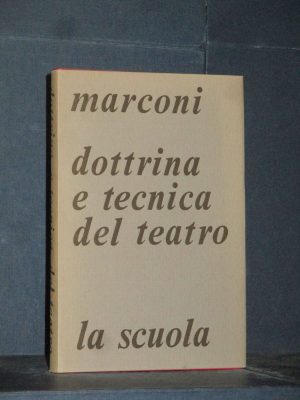 marconi
dottrina
e tecnica
del teatro
la scuola